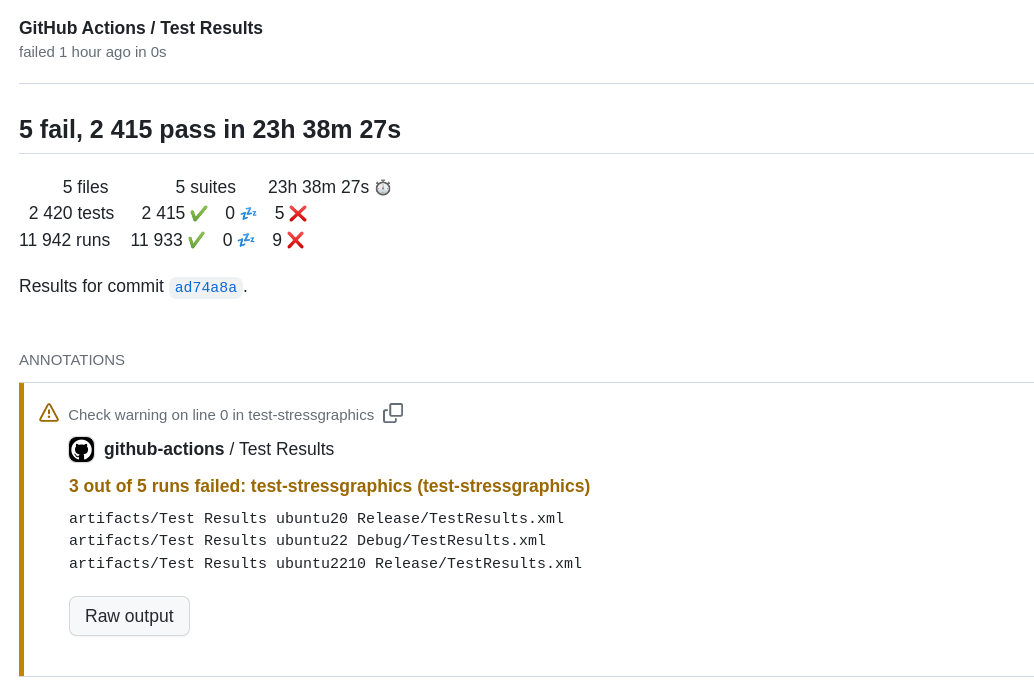 GitHub Actions / Test Results
failed 1 hour ago in 0s
5 fail, 2 415 pass in 23h 38m 27s
5 files 5 suites 23h 38m 27s ⏱
2 420 tests 2 415 ✔ 0 💤 5 ❌
11 942 runs 11 933 ✔ 0 💤 9 ❌
Results for commit ad74a8a.
ANNOTATIONS
Check warning on line 0 in test-stressgraphics
github-actions / Test Results
3 out of 5 runs failed: test-stressgraphics (test-stressgraphics)
artifacts/Test Results ubuntu20 Release/TestResults.xml
artifacts/Test Results ubuntu22 Debug/TestResults.xml
artifacts/Test Results ubuntu2210 Release/TestResults.xml
Raw output